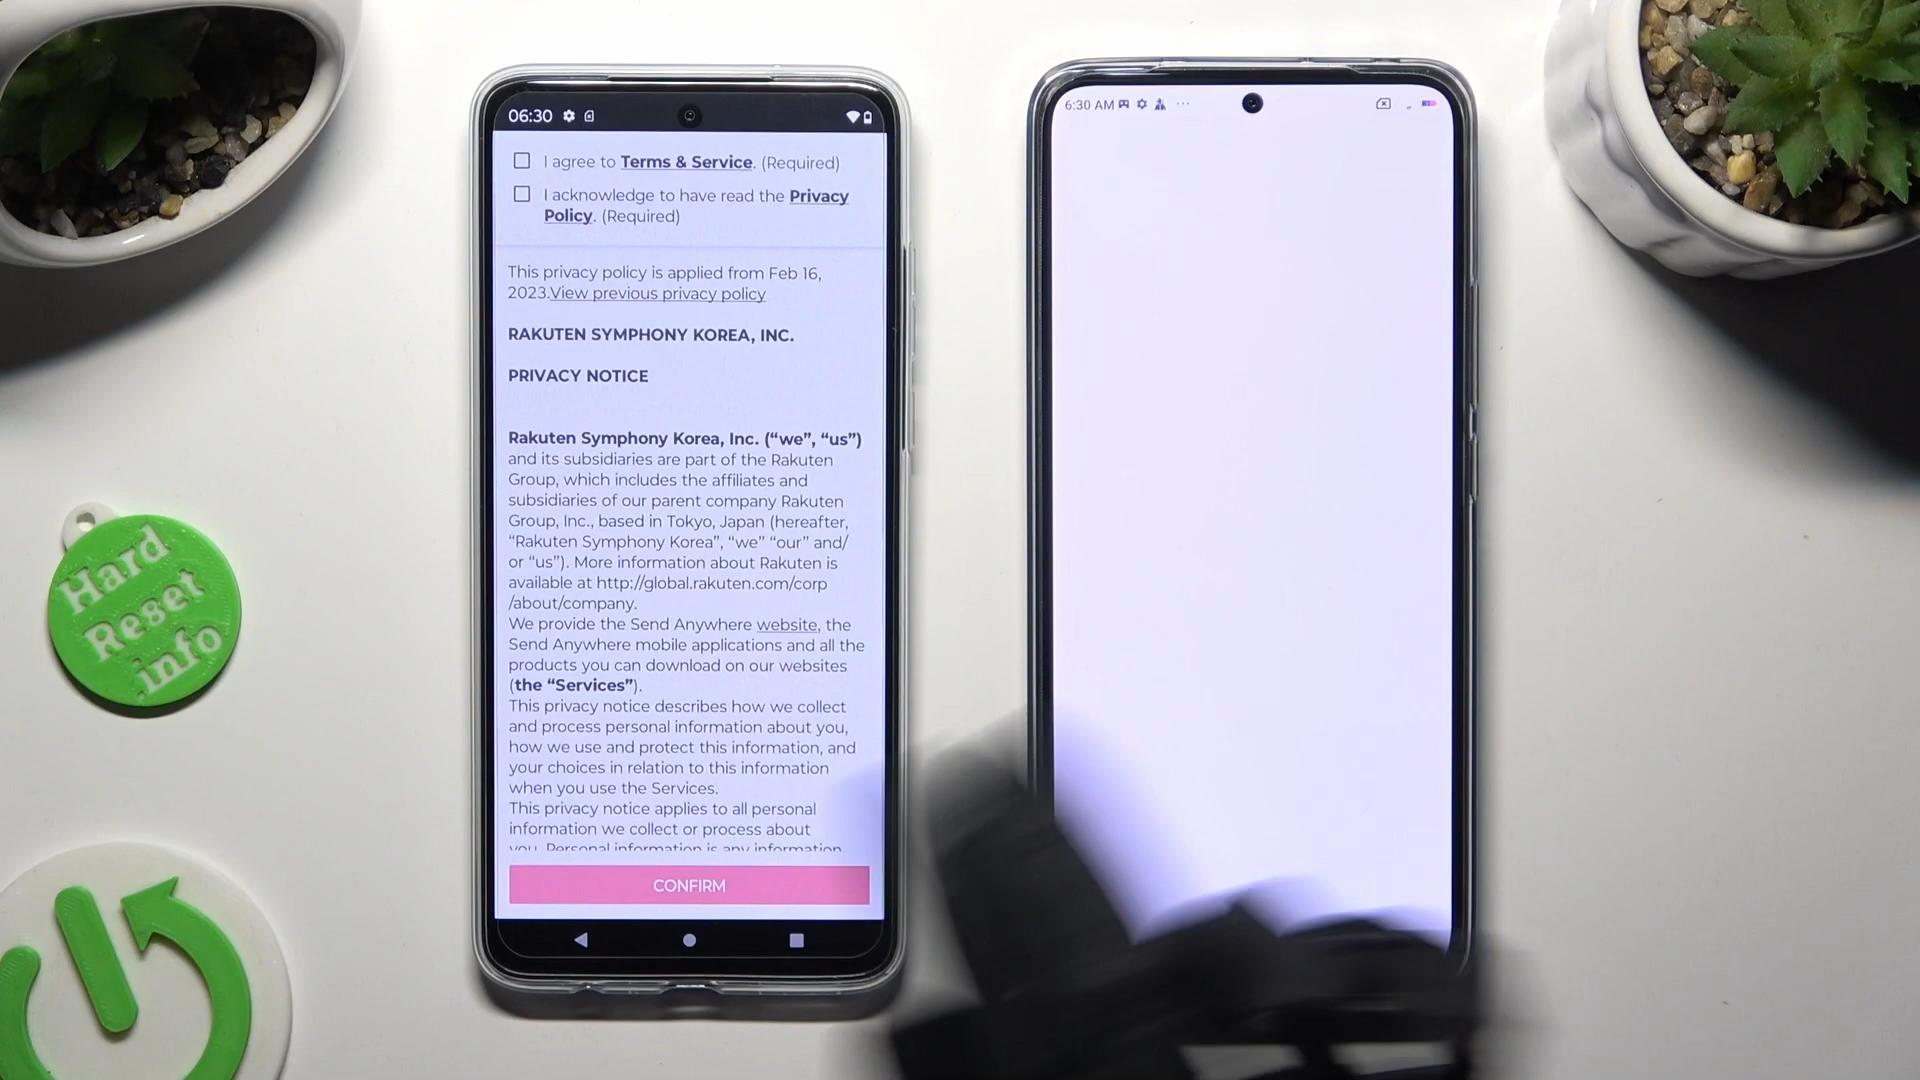 06:30
I agree to Terms & Service. (Required)
I acknowledge to have read the Privacy
Policy. (Required)
This privacy policy is applied from Feb 16,
2023.View previous privacy policy
RAKUTEN SYMPHONY KOREA, INC.
PRIVACY NOTICE
Rakuten Symphony Korea, Inc. (“we”, “us”)
and its subsidiaries are part of the Rakuten
Group, which includes the affiliates and
subsidiaries of our parent company Rakuten
Group, Inc., based in Tokyo, Japan (hereafter,
“Rakuten Symphony Korea”, “we” “our” and/
or “us”). More information about Rakuten is
available at http://global.rakuten.com/corp
/about/company.
We provide the Send Anywhere website, the
Send Anywhere mobile applications and all the
products you can download on our websites
(the “Services”).
This privacy notice describes how we collect
and process personal information about you,
how we use and protect this information, and
your choices in relation to this information
when you use the Services.
This privacy notice applies to all personal
information we collect or process about
you. Personal information is any information
CONFIRM
6:30 AM
Hard
Reset
info